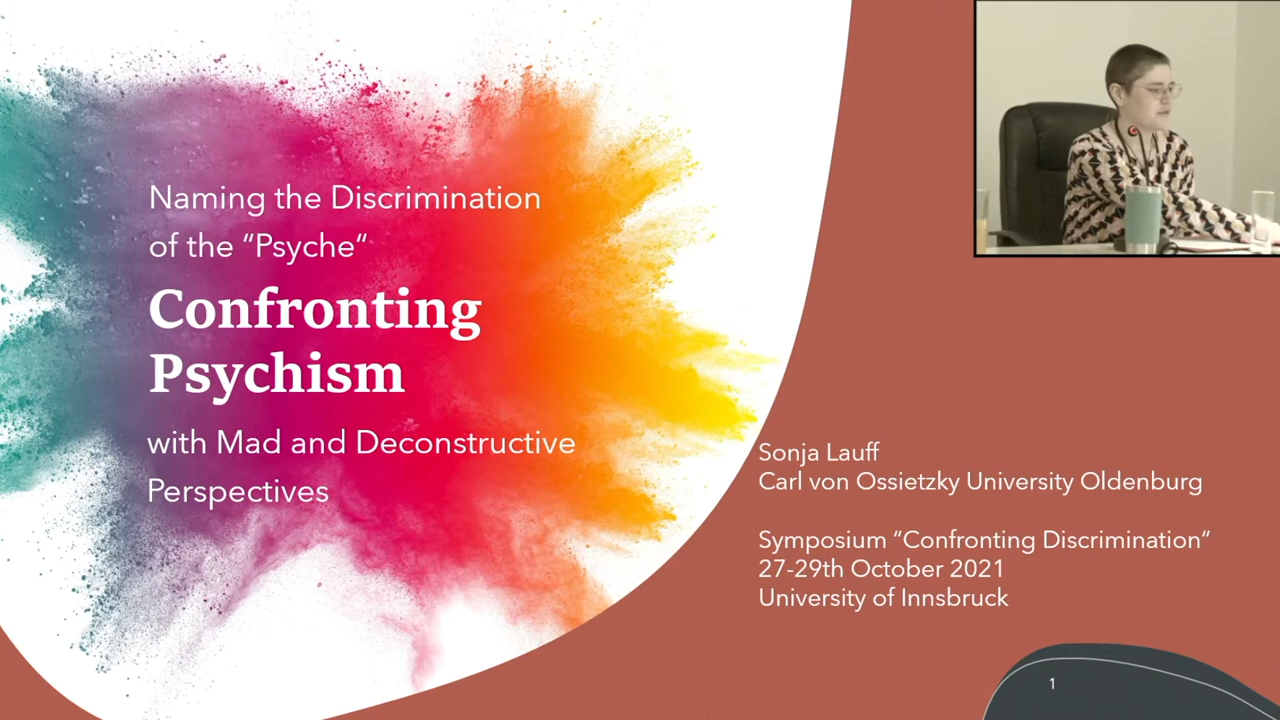 Naming the Discrimination
of the “Psyche“
Confronting
Psychism
with Mad and Deconstructive
Perspectives
Sonja Lauff
Carl von Ossietzky University Oldenburg
Symposium “Confronting Discrimination”
27-29th October 2021
University of Innsbruck
1